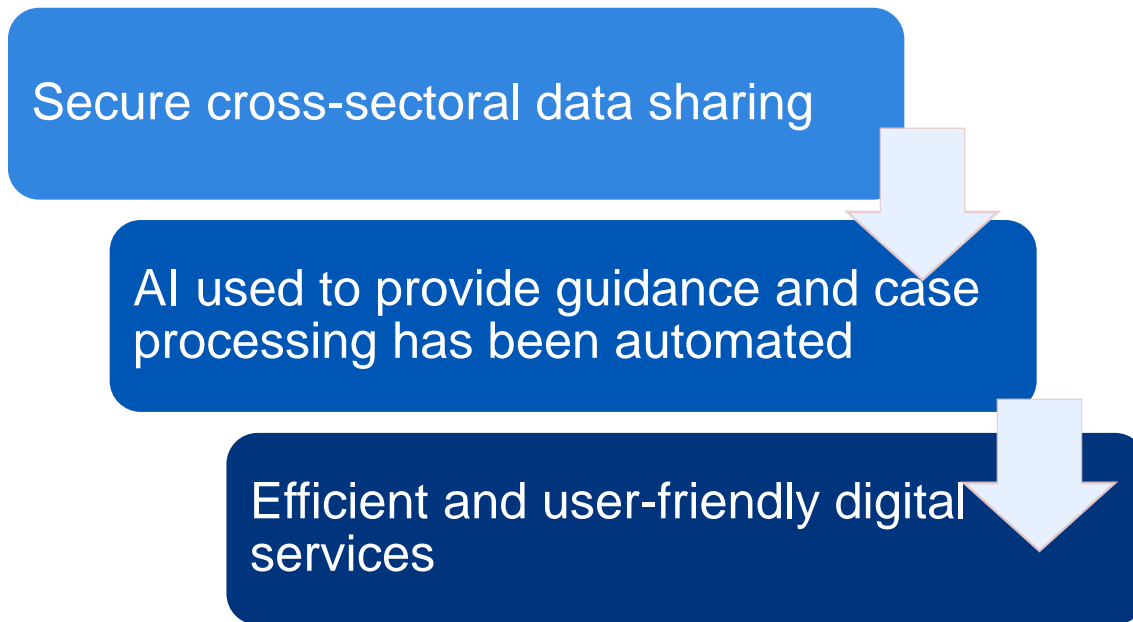 Secure cross-sectoral data sharing
AI used to provide guidance and case
processing has been automated
Efficient and user-friendly digital
services